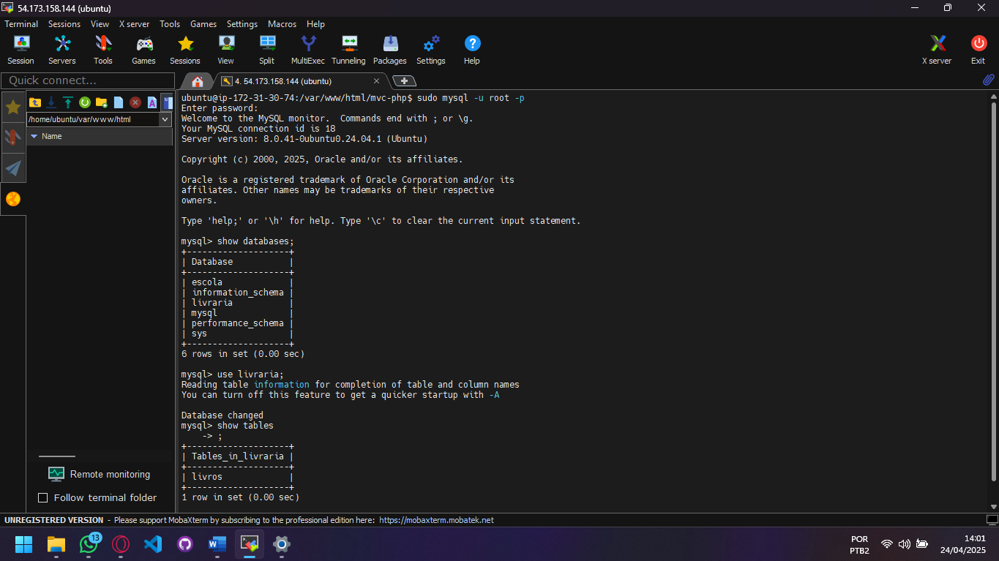 54.173.158.144 (ubuntu)
Terminal Sessions View X server Tools Games Settings Macros Help
Session Servers Tools Games Sessions View Split MultiExec Tunneling Packages Settings Help X server Exit
Quick connect...
4. 54.173.158.144 (ubuntu)
/home/ubuntu/var/www/html
Name
ubuntu@ip-172-31-30-74:/var/www/html/mvc-php$ sudo mysql -u root -p
Enter password:
Welcome to the MySQL monitor.  Commands end with ; or \g.
Your MySQL connection id is 18
Server version: 8.0.41-0ubuntu0.24.04.1 (Ubuntu)
Copyright (c) 2000, 2025, Oracle and/or its affiliates.
Oracle is a registered trademark of Oracle Corporation and/or its
affiliates. Other names may be trademarks of their respective
owners.
Type 'help;' or '\h' for help. Type '\c' to clear the current input statement.
mysql> show databases;
+--------------------+
| Database           |
+--------------------+
| escola             |
| information_schema |
| livraria           |
| mysql              |
| performance_schema |
| sys                |
+--------------------+
6 rows in set (0.00 sec)
mysql> use livraria;
Reading table information for completion of table and column names
You can turn off this feature to get a quicker startup with -A
Database changed
mysql> show tables
    -> ;
+--------------------+
| Tables_in_livraria |
+--------------------+
| livros             |
+--------------------+
1 row in set (0.00 sec)
Remote monitoring
Follow terminal folder
UNREGISTERED VERSION - Please support MobaXterm by subscribing to the professional edition here: https://mobaxterm.mobatek.net
13
POR
PTB2
14:01
24/04/2025